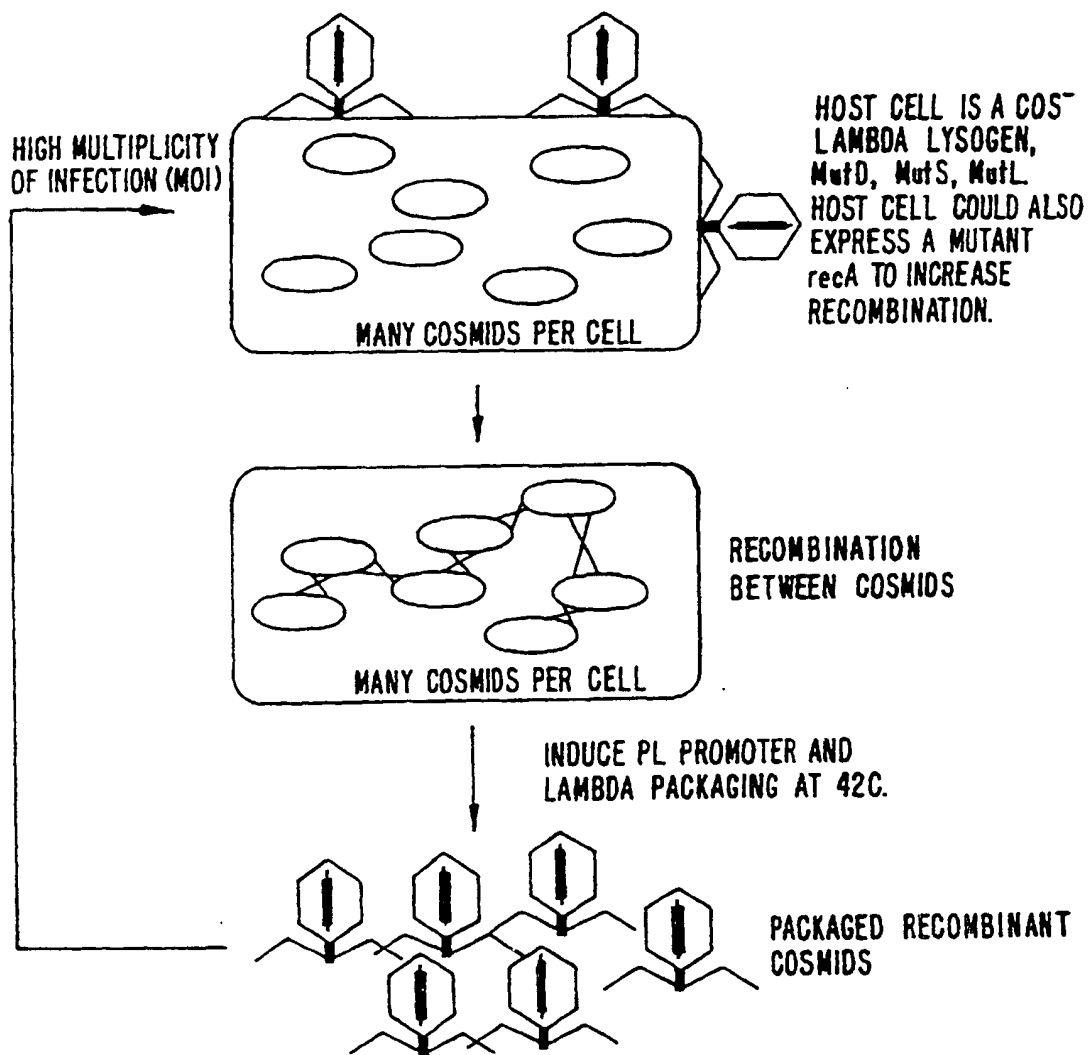 HIGH MULTIPLICITY
OF INFECTION (MOI)
HOST CELL IS A COS⁻
LAMBDA LYSOGEN,
MutD, MutS, MutL.
HOST CELL COULD ALSO
EXPRESS A MUTANT
recA TO INCREASE
RECOMBINATION.
MANY COSMIDS PER CELL
RECOMBINATION
BETWEEN COSMIDS
MANY COSMIDS PER CELL
INDUCE PL PROMOTER AND
LAMBDA PACKAGING AT 42C.
PACKAGED RECOMBINANT
COSMIDS